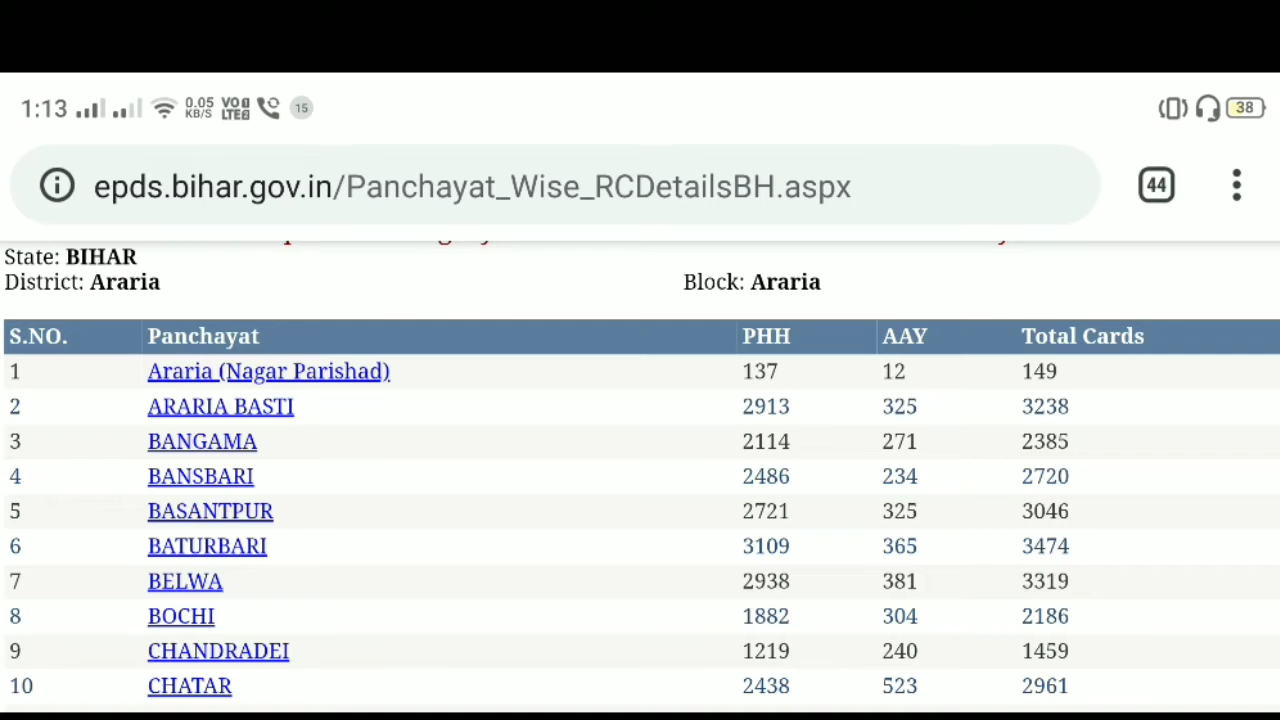 1:13 0.05 KB/S VO 1 LTE 2 15 38
epds.bihar.gov.in/Panchayat_Wise_RCDetailsBH.aspx 44
State: BIHAR
District: Araria Block: Araria
S.NO. Panchayat PHH AAY Total Cards
1 Araria (Nagar Parishad) 137 12 149
2 ARARIA BASTI 2913 325 3238
3 BANGAMA 2114 271 2385
4 BANSBARI 2486 234 2720
5 BASANTPUR 2721 325 3046
6 BATURBARI 3109 365 3474
7 BELWA 2938 381 3319
8 BOCHI 1882 304 2186
9 CHANDRADEI 1219 240 1459
10 CHATAR 2438 523 2961